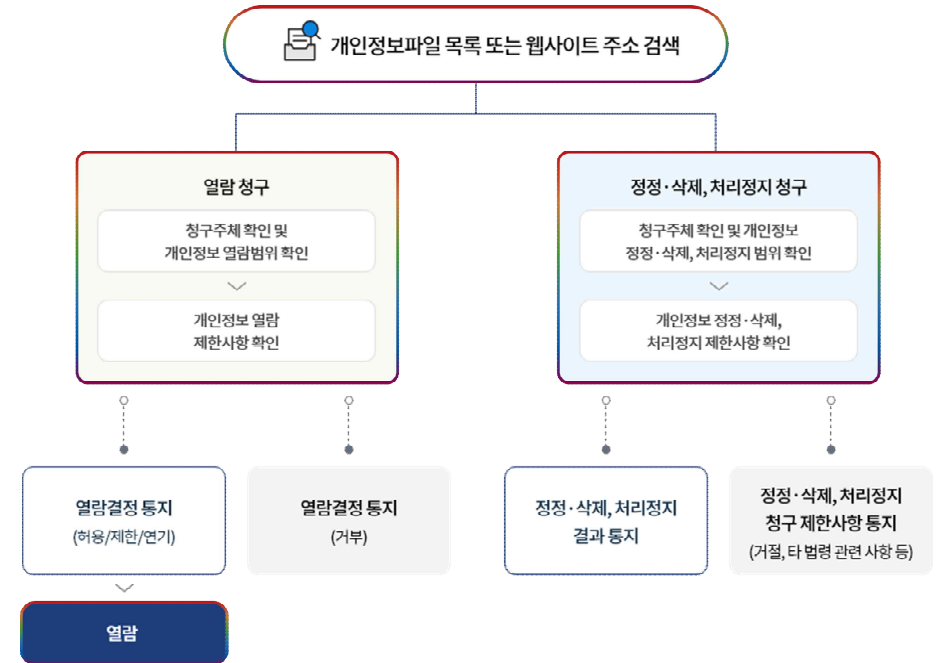 개인정보파일 목록 또는 웹사이트 주소 검색
열람 청구
청구주체 확인 및
개인정보 열람범위 확인
개인정보 열람
제한사항 확인
정정·삭제, 처리정지 청구
청구주체 확인 및 개인정보
정정·삭제, 처리정지 범위 확인
개인정보 정정·삭제,
처리정지 제한사항 확인
열람결정 통지
(허용/제한/연기)
열람결정 통지
(거부)
정정·삭제, 처리정지
결과 통지
정정·삭제, 처리정지
청구 제한사항 통지
(거절, 타 법령 관련 사항 등)
열람